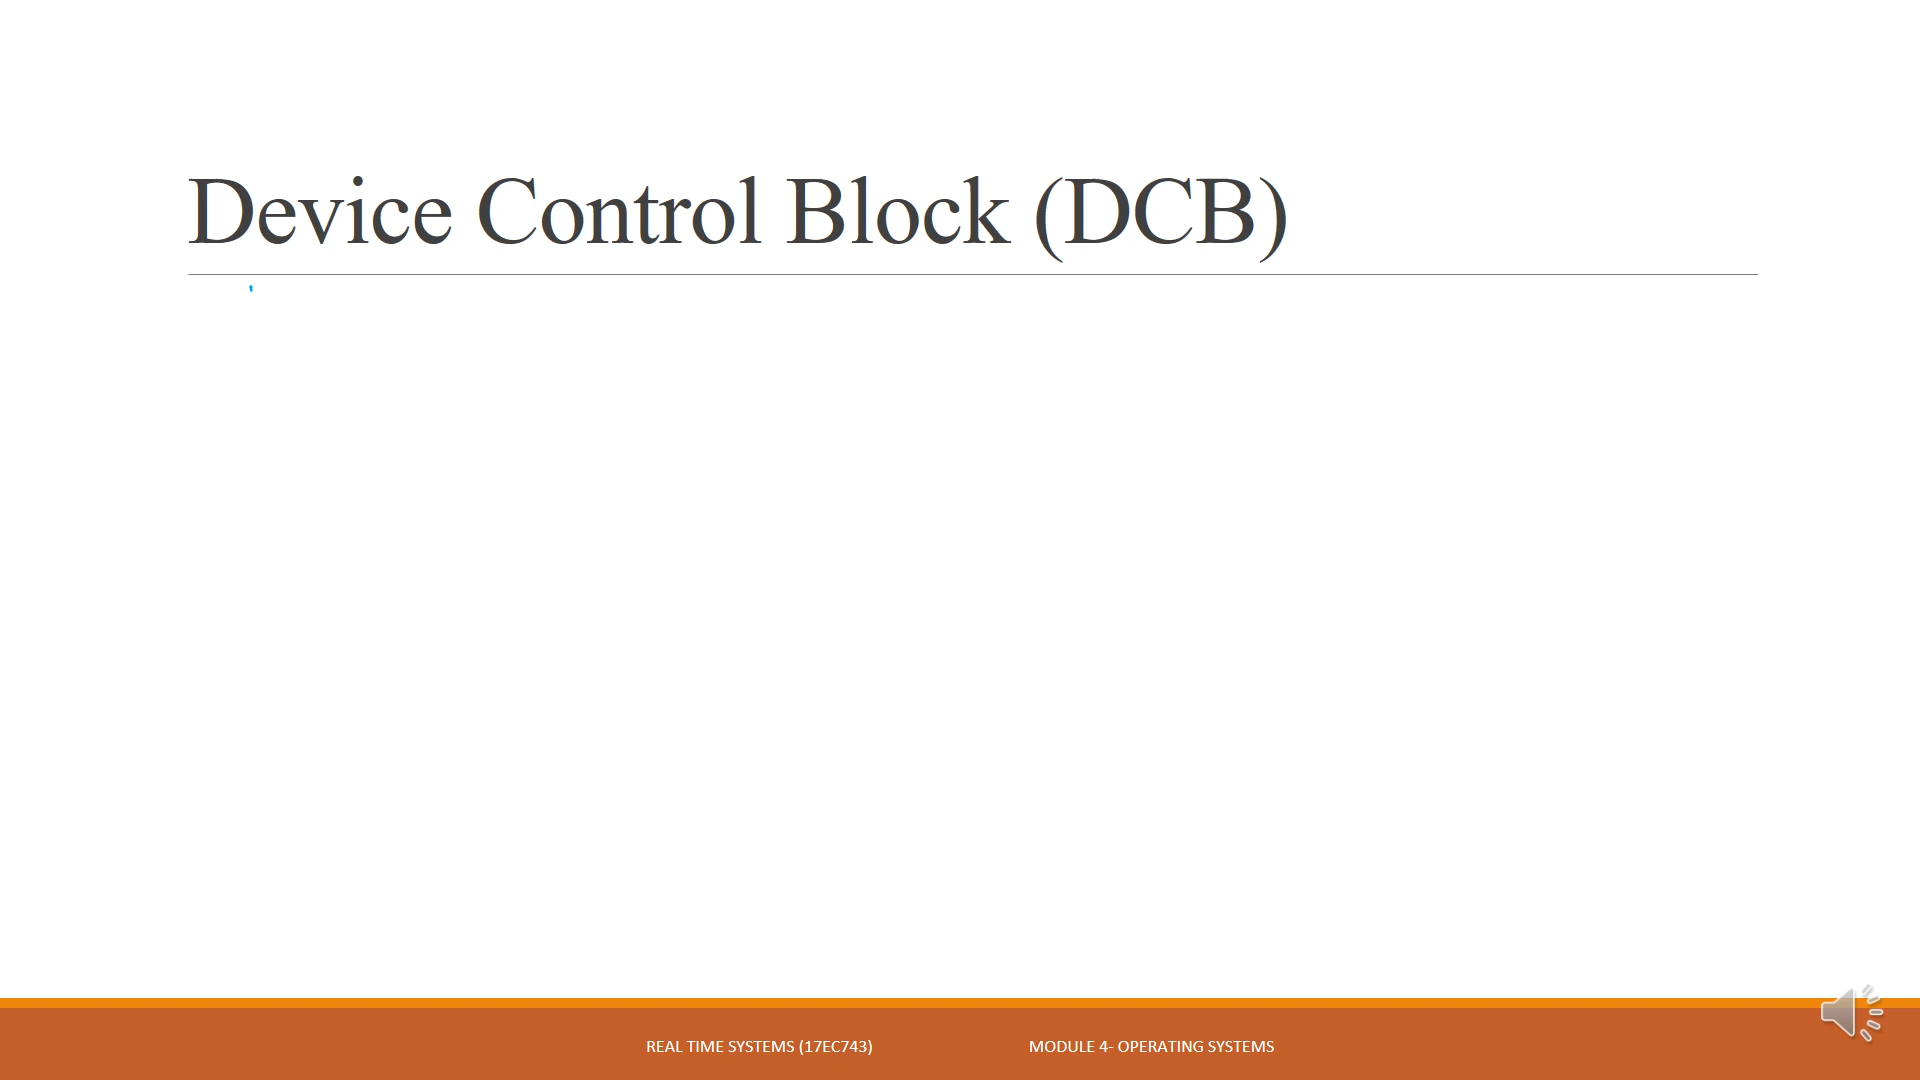 Device Control Block (DCB)
REAL TIME SYSTEMS (17EC743)
MODULE 4- OPERATING SYSTEMS